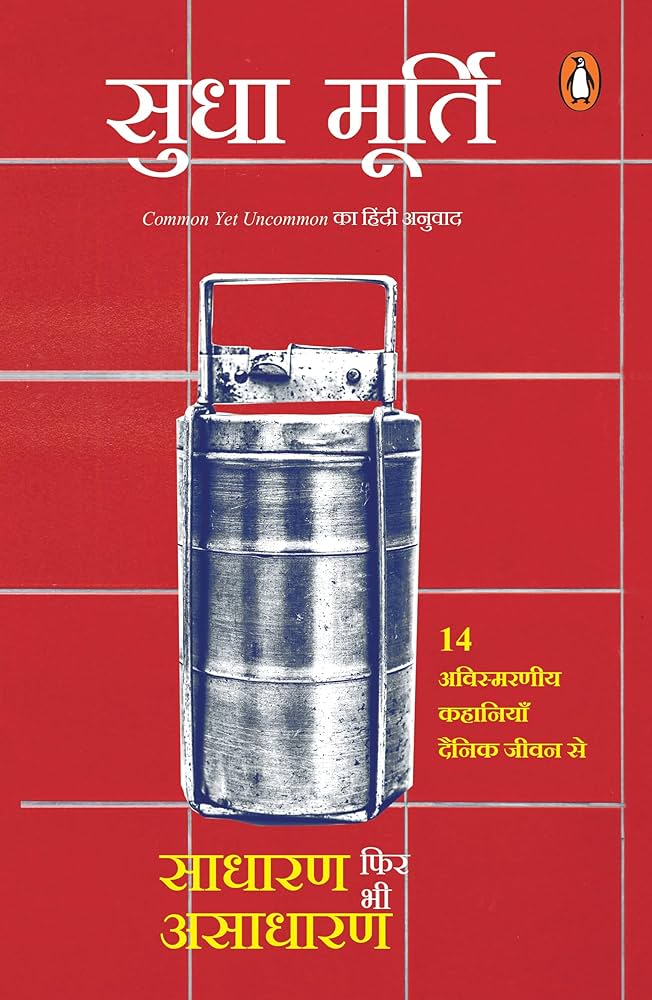 सुधा मूर्ति
Common Yet Uncommon का हिंदी अनुवाद
14
अविस्मरणीय
कहानियाँ
दैनिक जीवन से
साधारण फिर भी
असाधारण